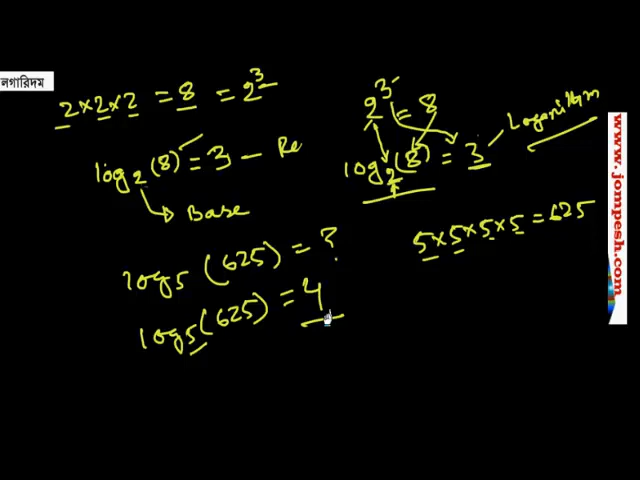 লগারিদম
2×2×2 = 8 = 2³
log₂(8) = 3 — Re
Base
log₅(625) = ?
log₅(625) = 4
2³ = 8
log₂(8) = 3
Logarithm
5×5×5×5=625
www.jompesh.com